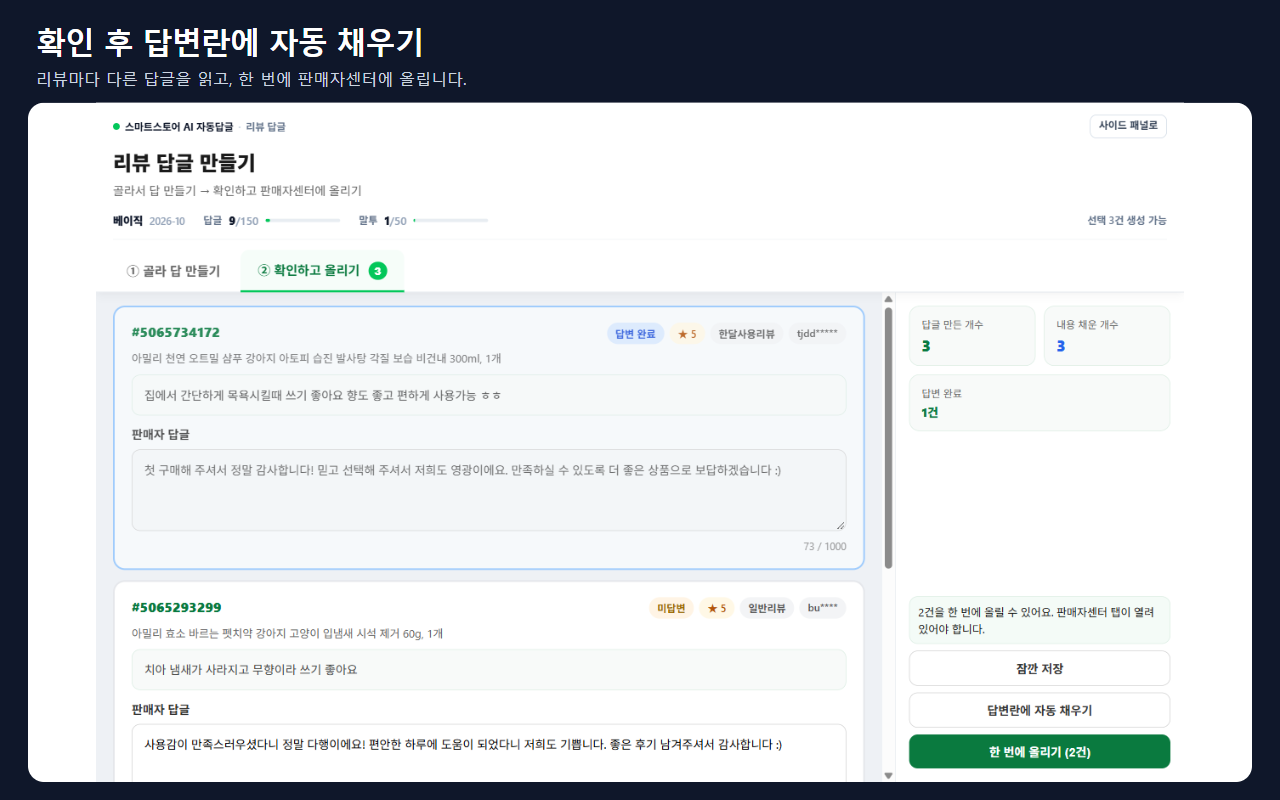 확인 후 답변란에 자동 채우기
리뷰마다 다른 답글을 읽고, 한 번에 판매자센터에 올립니다.
스마트스토어 AI 자동답글 · 리뷰 답글
사이드 패널로
리뷰 답글 만들기
골라서 답 만들기 → 확인하고 판매자센터에 올리기
베이직 2026-10 답글 9/150 말투 1/50
선택 3건 생성 가능
① 골라 답 만들기
② 확인하고 올리기 3
#5065734172
답변 완료 ★ 5 한달사용리뷰 tjdd*****
아밀리 천연 오트밀 샴푸 강아지 아토피 습진 발사탕 각질 보습 비건내 300ml, 1개
집에서 간단하게 목욕시킬때 쓰기 좋아요 향도 좋고 편하게 사용가능 ㅎㅎ
판매자 답글
첫 구매해 주셔서 정말 감사합니다! 믿고 선택해 주셔서 저희도 영광이에요. 만족하실 수 있도록 더 좋은 상품으로 보답하겠습니다 :)
73 / 1000
#5065293299
미답변 ★ 5 일반리뷰 bu****
아밀리 효소 바르는 펫치약 강아지 고양이 입냄새 시석 제거 60g, 1개
치아 냄새가 사라지고 무향이라 쓰기 좋아요
판매자 답글
사용감이 만족스러우셨다니 정말 다행이에요! 편안한 하루에 도움이 되었다니 저희도 기쁩니다. 좋은 후기 남겨주셔서 감사합니다 :)
답글 만든 개수
3
내용 채운 개수
3
답변 완료
1건
2건을 한 번에 올릴 수 있어요. 판매자센터 탭이 열려
있어야 합니다.
잠깐 저장
답변란에 자동 채우기
한 번에 올리기 (2건)